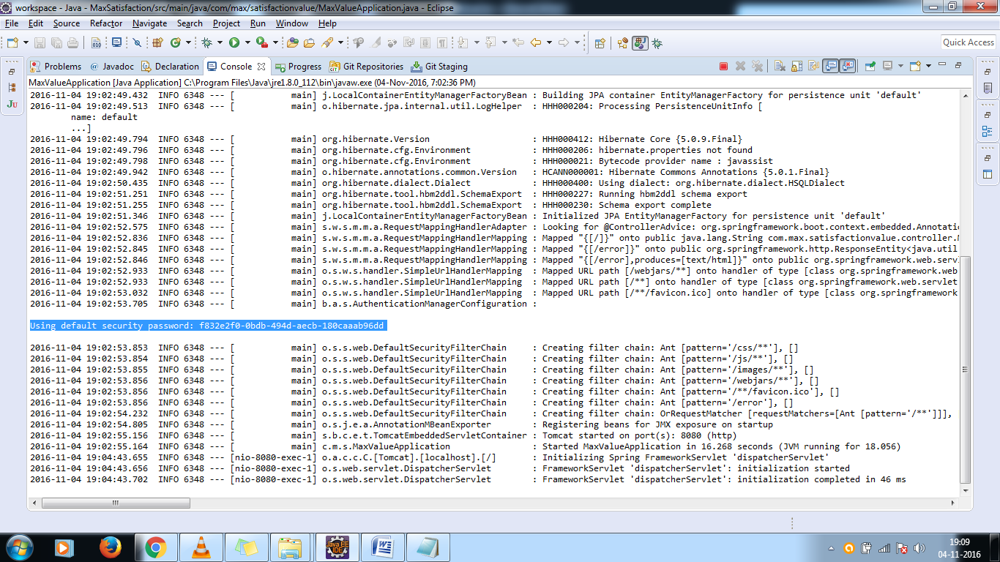 workspace - Java - MaxSatisfaction/src/main/java/com/max/satisfactionvalue/MaxValueApplication.java - Eclipse
File Edit Source Refactor Navigate Search Project Run Window Help
Quick Access
Problems @ Javadoc Declaration Console Progress Git Repositories Git Staging
MaxValueApplication [Java Application] C:\Program Files\Java\jre1.8.0_112\bin\javaw.exe (04-Nov-2016, 7:02:36 PM)
2016-11-04 19:02:49.432 INFO 6348 --- [ main] j.LocalContainerEntityManagerFactoryBean : Building JPA container EntityManagerFactory for persistence unit 'default'
2016-11-04 19:02:49.513 INFO 6348 --- [ main] o.hibernate.jpa.internal.util.LogHelper : HHH000204: Processing PersistenceUnitInfo [
name: default
...]
2016-11-04 19:02:49.794 INFO 6348 --- [ main] org.hibernate.Version : HHH000412: Hibernate Core {5.0.9.Final}
2016-11-04 19:02:49.796 INFO 6348 --- [ main] org.hibernate.cfg.Environment : HHH000206: hibernate.properties not found
2016-11-04 19:02:49.798 INFO 6348 --- [ main] org.hibernate.cfg.Environment : HHH000021: Bytecode provider name : javassist
2016-11-04 19:02:49.942 INFO 6348 --- [ main] o.hibernate.annotations.common.Version : HCANN000001: Hibernate Commons Annotations {5.0.1.Final}
2016-11-04 19:02:50.435 INFO 6348 --- [ main] org.hibernate.dialect.Dialect : HHH000400: Using dialect: org.hibernate.dialect.HSQLDialect
2016-11-04 19:02:51.251 INFO 6348 --- [ main] org.hibernate.tool.hbm2ddl.SchemaExport : HHH000227: Running hbm2ddl schema export
2016-11-04 19:02:51.255 INFO 6348 --- [ main] org.hibernate.tool.hbm2ddl.SchemaExport : HHH000230: Schema export complete
2016-11-04 19:02:51.346 INFO 6348 --- [ main] j.LocalContainerEntityManagerFactoryBean : Initialized JPA EntityManagerFactory for persistence unit 'default'
2016-11-04 19:02:52.575 INFO 6348 --- [ main] s.w.s.m.m.a.RequestMappingHandlerAdapter : Looking for @ControllerAdvice: org.springframework.boot.context.embedded.Annotatio
2016-11-04 19:02:52.836 INFO 6348 --- [ main] s.w.s.m.m.a.RequestMappingHandlerMapping : Mapped "{[/]}" onto public java.lang.String com.max.satisfactionvalue.controller.
2016-11-04 19:02:52.845 INFO 6348 --- [ main] s.w.s.m.m.a.RequestMappingHandlerMapping : Mapped "{[/error]}" onto public org.springframework.http.ResponseEntity<java.util
2016-11-04 19:02:52.846 INFO 6348 --- [ main] s.w.s.m.m.a.RequestMappingHandlerMapping : Mapped "{[/error],produces=[text/html]}" onto public org.springframework.web.serv
2016-11-04 19:02:52.933 INFO 6348 --- [ main] o.s.w.s.handler.SimpleUrlHandlerMapping : Mapped URL path [/webjars/**] onto handler of type [class org.springframework.web
2016-11-04 19:02:52.933 INFO 6348 --- [ main] o.s.w.s.handler.SimpleUrlHandlerMapping : Mapped URL path [/**] onto handler of type [class org.springframework.web.servlet
2016-11-04 19:02:53.032 INFO 6348 --- [ main] o.s.w.s.handler.SimpleUrlHandlerMapping : Mapped URL path [/**/favicon.ico] onto handler of type [class org.springframework
2016-11-04 19:02:53.705 INFO 6348 --- [ main] b.a.s.AuthenticationManagerConfiguration :
Using default security password: f832e2f0-0bdb-494d-aecb-180caaab96dd
2016-11-04 19:02:53.853 INFO 6348 --- [ main] o.s.s.web.DefaultSecurityFilterChain : Creating filter chain: Ant [pattern='/css/**'], []
2016-11-04 19:02:53.854 INFO 6348 --- [ main] o.s.s.web.DefaultSecurityFilterChain : Creating filter chain: Ant [pattern='/js/**'], []
2016-11-04 19:02:53.855 INFO 6348 --- [ main] o.s.s.web.DefaultSecurityFilterChain : Creating filter chain: Ant [pattern='/images/**'], []
2016-11-04 19:02:53.856 INFO 6348 --- [ main] o.s.s.web.DefaultSecurityFilterChain : Creating filter chain: Ant [pattern='/webjars/**'], []
2016-11-04 19:02:53.856 INFO 6348 --- [ main] o.s.s.web.DefaultSecurityFilterChain : Creating filter chain: Ant [pattern='/**/favicon.ico'], []
2016-11-04 19:02:53.856 INFO 6348 --- [ main] o.s.s.web.DefaultSecurityFilterChain : Creating filter chain: Ant [pattern='/error'], []
2016-11-04 19:02:54.232 INFO 6348 --- [ main] o.s.s.web.DefaultSecurityFilterChain : Creating filter chain: OrRequestMatcher [requestMatchers=[Ant [pattern='/**']]],
2016-11-04 19:02:54.805 INFO 6348 --- [ main] o.s.j.e.a.AnnotationMBeanExporter : Registering beans for JMX exposure on startup
2016-11-04 19:02:55.156 INFO 6348 --- [ main] s.b.c.e.t.TomcatEmbeddedServletContainer : Tomcat started on port(s): 8080 (http)
2016-11-04 19:02:55.164 INFO 6348 --- [ main] c.m.s.MaxValueApplication : Started MaxValueApplication in 16.268 seconds (JVM running for 18.056)
2016-11-04 19:04:43.655 INFO 6348 --- [nio-8080-exec-1] o.a.c.c.C.[Tomcat].[localhost].[/] : Initializing Spring FrameworkServlet 'dispatcherServlet'
2016-11-04 19:04:43.656 INFO 6348 --- [nio-8080-exec-1] o.s.web.servlet.DispatcherServlet : FrameworkServlet 'dispatcherServlet': initialization started
2016-11-04 19:04:43.702 INFO 6348 --- [nio-8080-exec-1] o.s.web.servlet.DispatcherServlet : FrameworkServlet 'dispatcherServlet': initialization completed in 46 ms
Java EE
IDE
19:09
04-11-2016